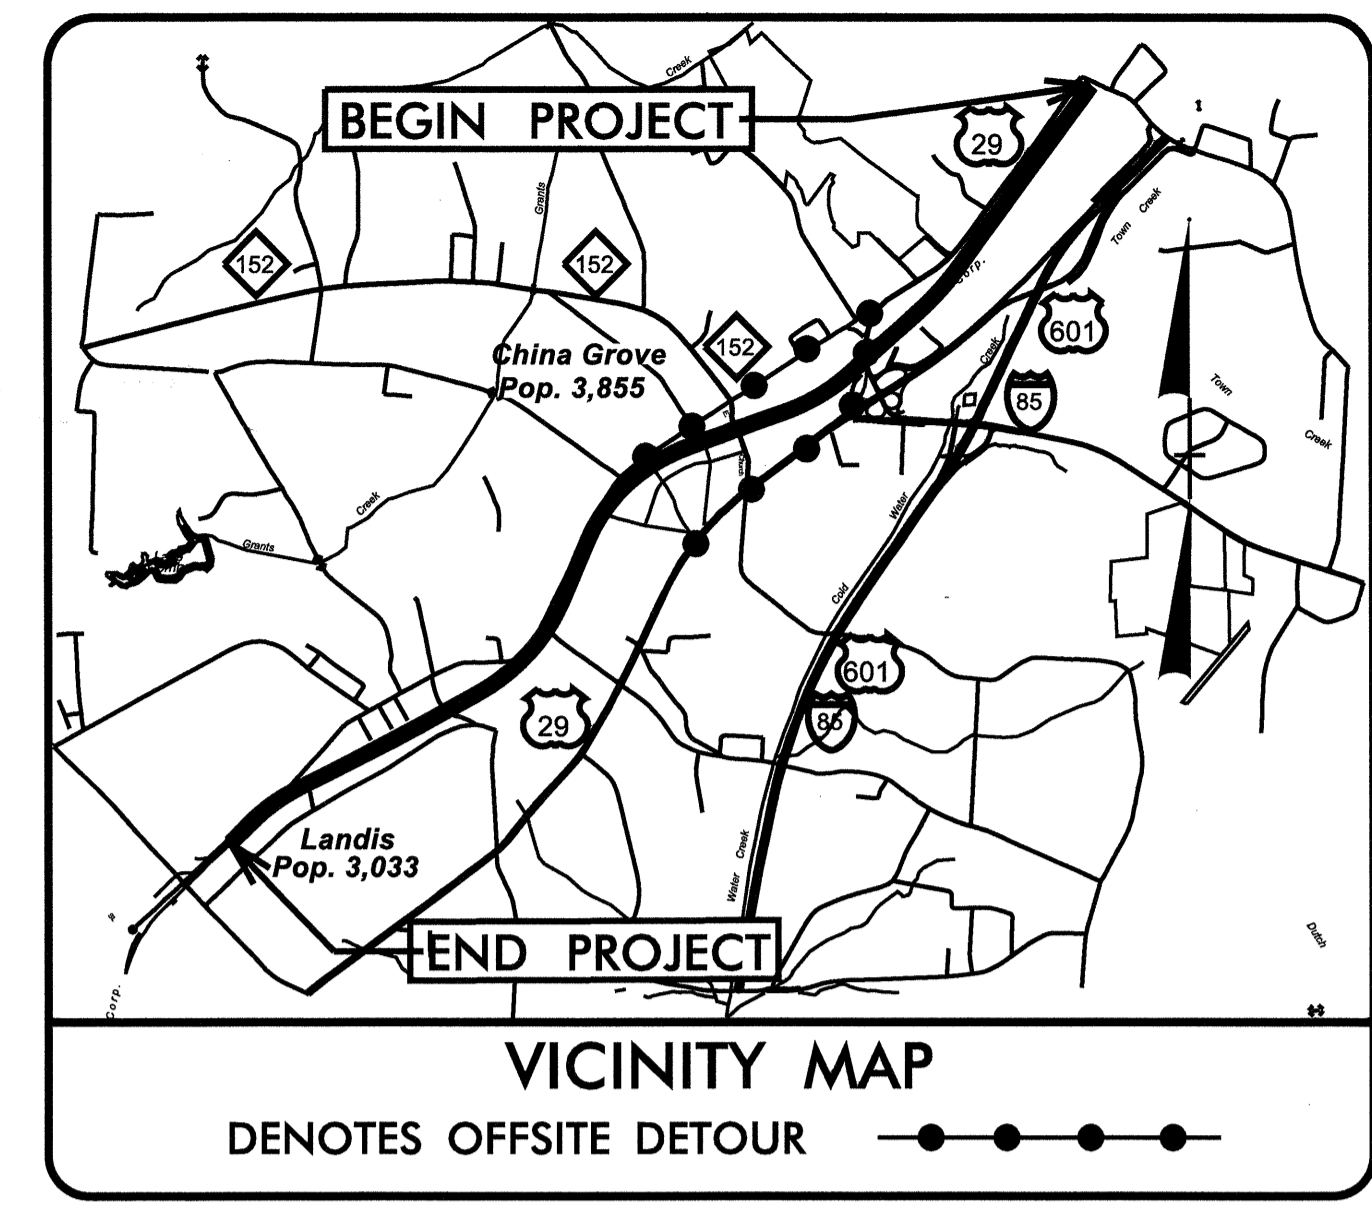 Creek
BEGIN PROJECT
29
Grants
Creek
Town
152
152
Corp.
601
152
China Grove
Pop. 3,855
Creek
85
Town
Creek
Church
Creek
Water
Grants
Cold
601
85
29
Landis
Pop. 3,033
Creek
Water
END PROJECT
Dutch
Corp.
VICINITY MAP
DENOTES OFFSITE DETOUR